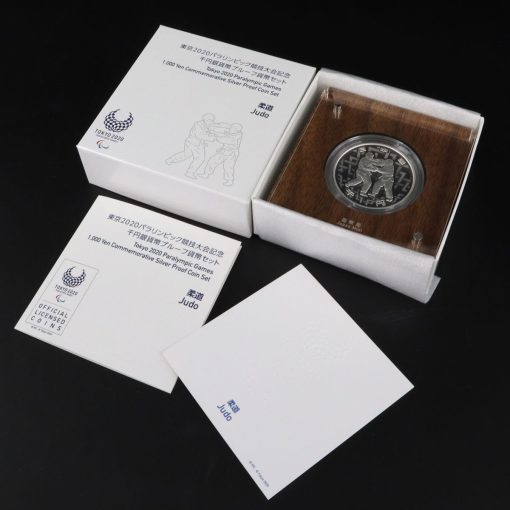 東京2020パラリンピック競技大会記念
千円銀貨幣プルーフ貨幣セット
Tokyo 2020 Paralympic Games
1,000 Yen Commemorative Silver Proof Coin Set
柔道
Judo
TOKYO 2020
千円
東京2020パラリンピック競技大会記念
千円銀貨幣プルーフ貨幣セット
Tokyo 2020 Paralympic Games
1,000 Yen Commemorative Silver Proof Coin Set
柔道
Judo
TOKYO 2020
OFFICIAL
LICENSED
COINS
柔道
Judo